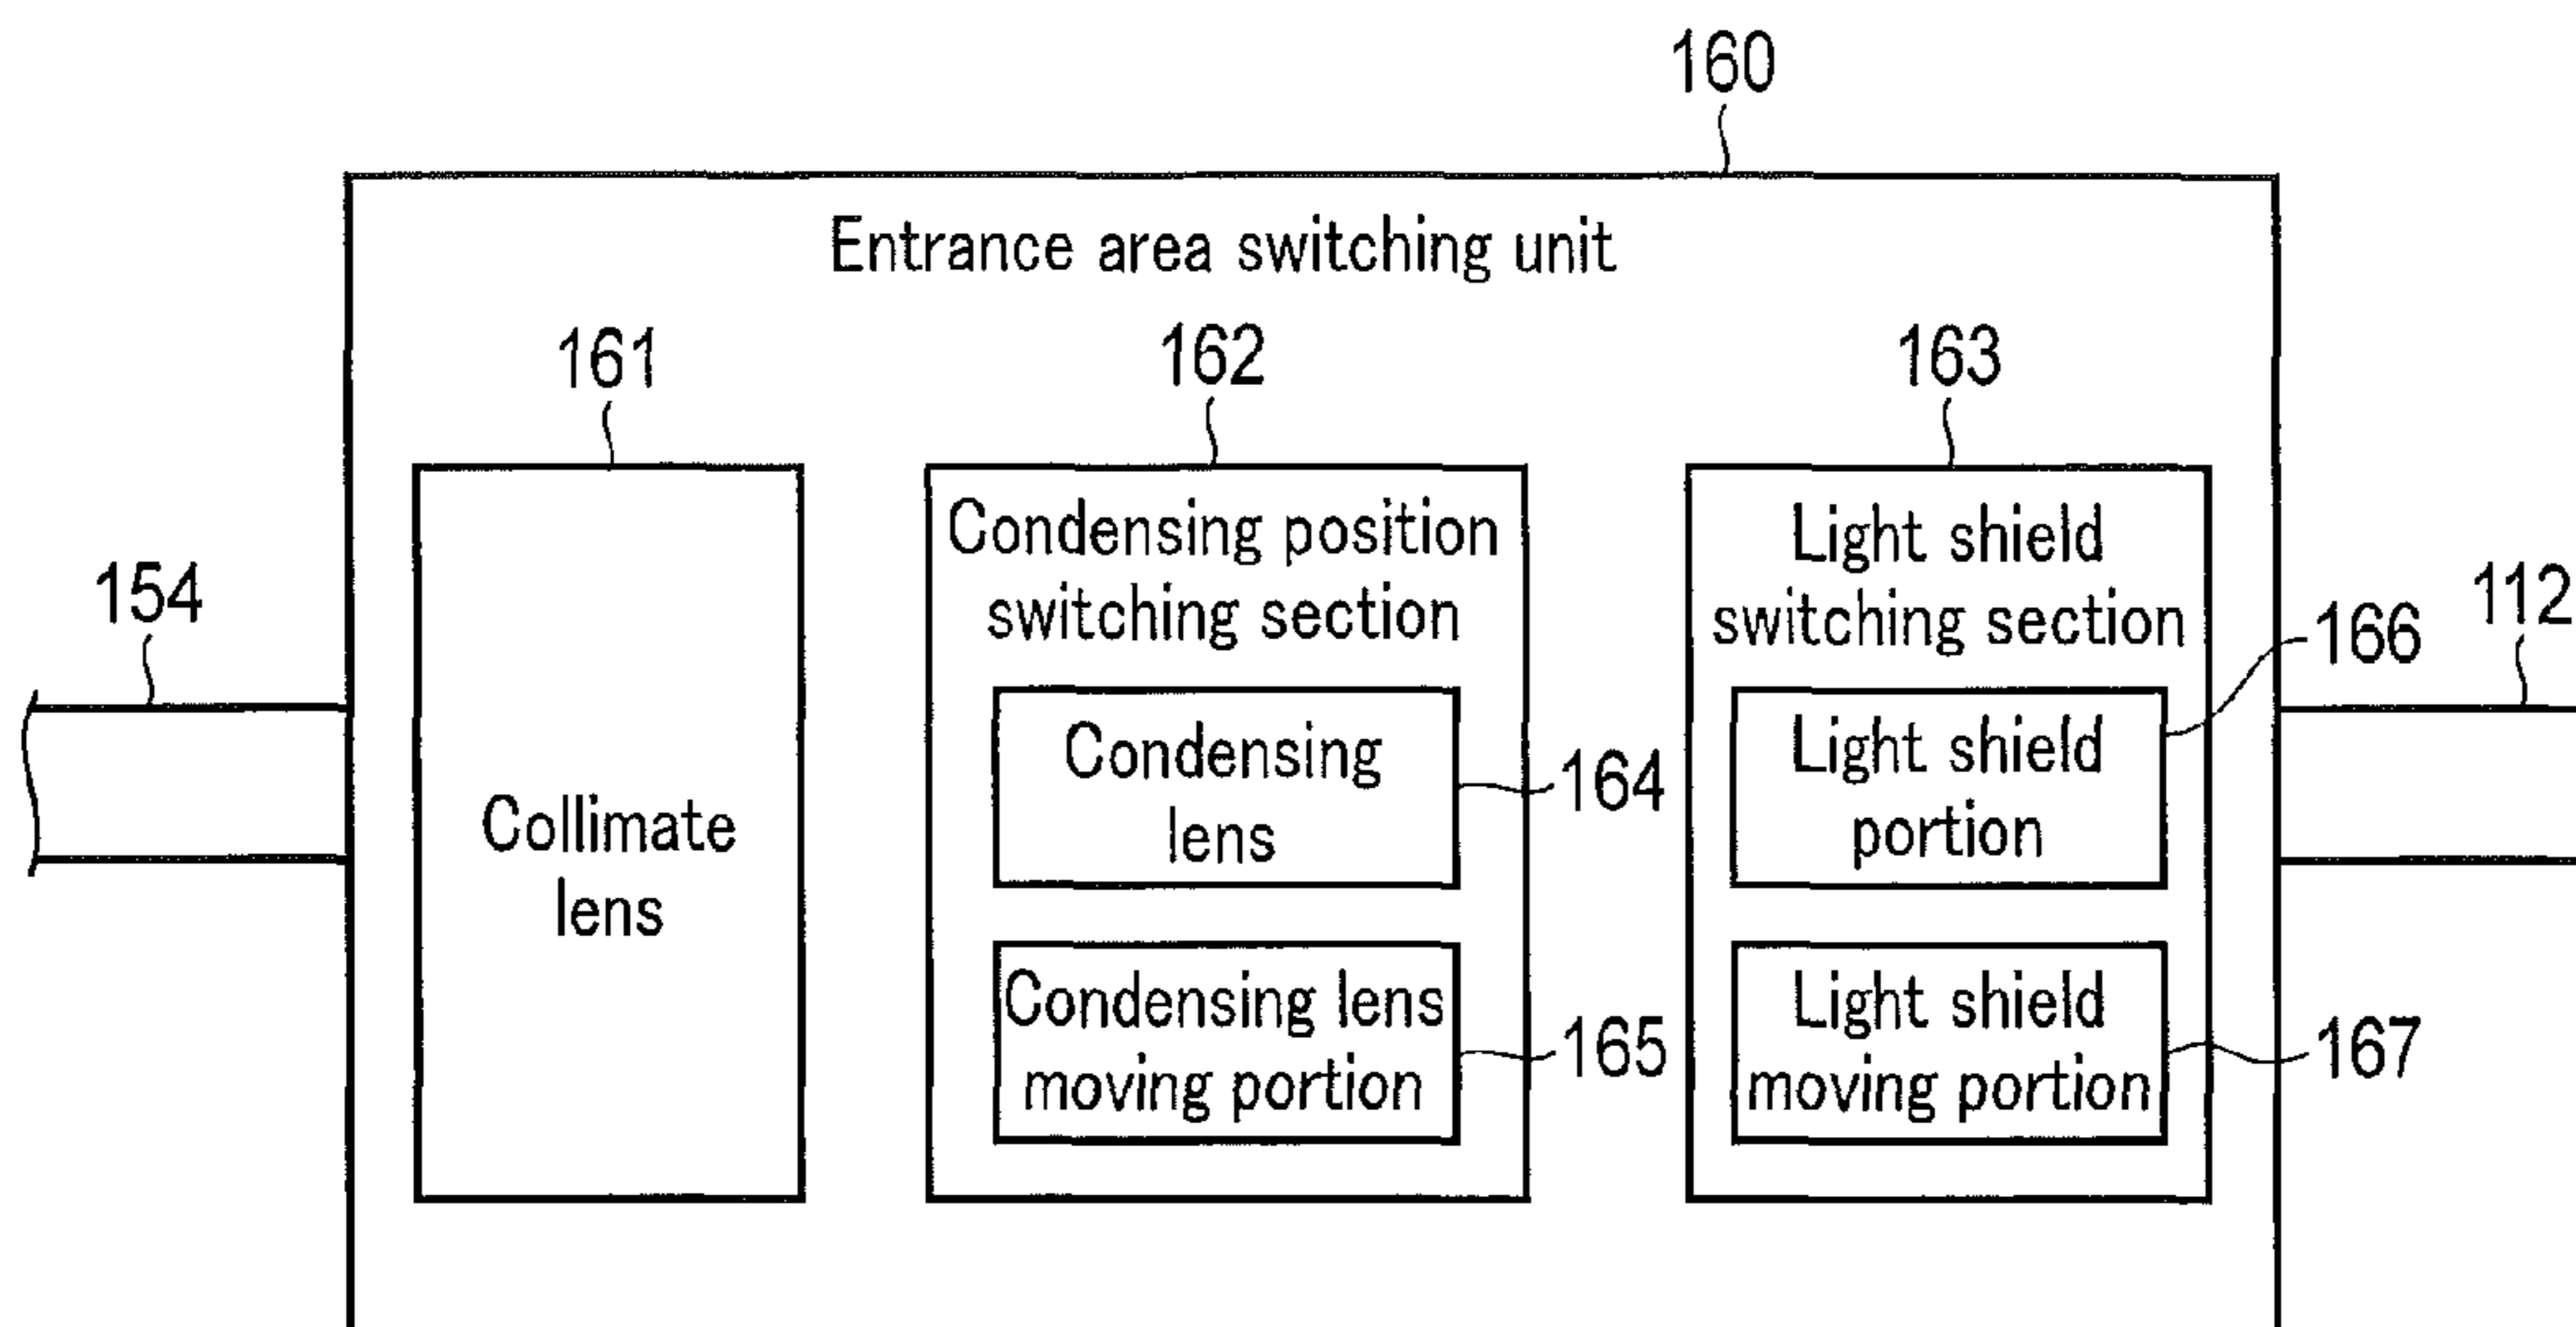 160
Entrance area switching unit
161
162
163
154
Collimate
lens
Condensing position
switching section
Condensing
lens
164
Condensing lens
moving portion
165
Light shield
switching section
166
Light shield
portion
Light shield
moving portion
167
112